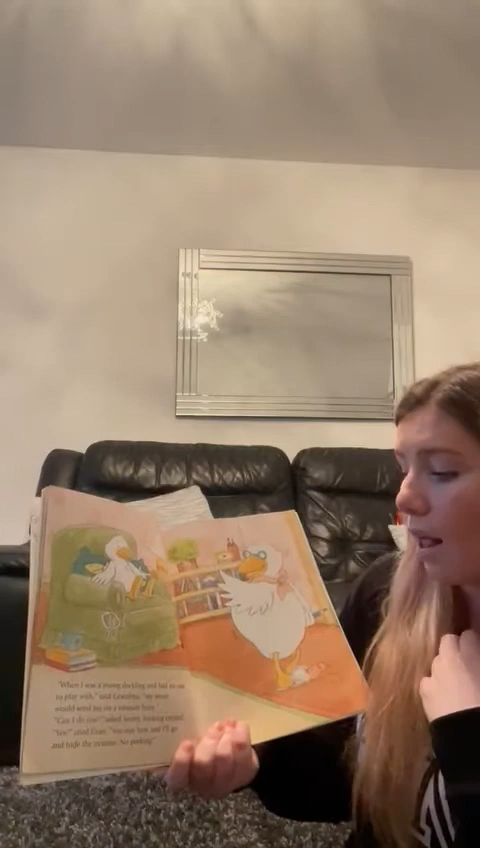 "When I was a young duckling and had no one
to play with," said Grandma, "my mum
would send me on a treasure hunt."
"Can I do one?" asked
"Yes!" cried Gran. "You stay here and I'll go
and hide the treasure. No peeking!"